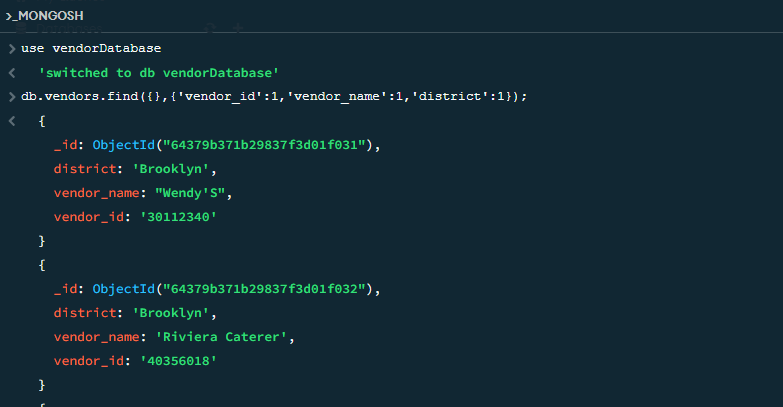 >_MONGOSH
> use vendorDatabase
< 'switched to db vendorDatabase'
> db.vendors.find({},{'vendor_id':1,'vendor_name':1,'district':1});
< {
_id: ObjectId("64379b371b29837f3d01f031"),
district: 'Brooklyn',
vendor_name: "Wendy'S",
vendor_id: '30112340'
}
{
_id: ObjectId("64379b371b29837f3d01f032"),
district: 'Brooklyn',
vendor_name: 'Riviera Caterer',
vendor_id: '40356018'
}
{